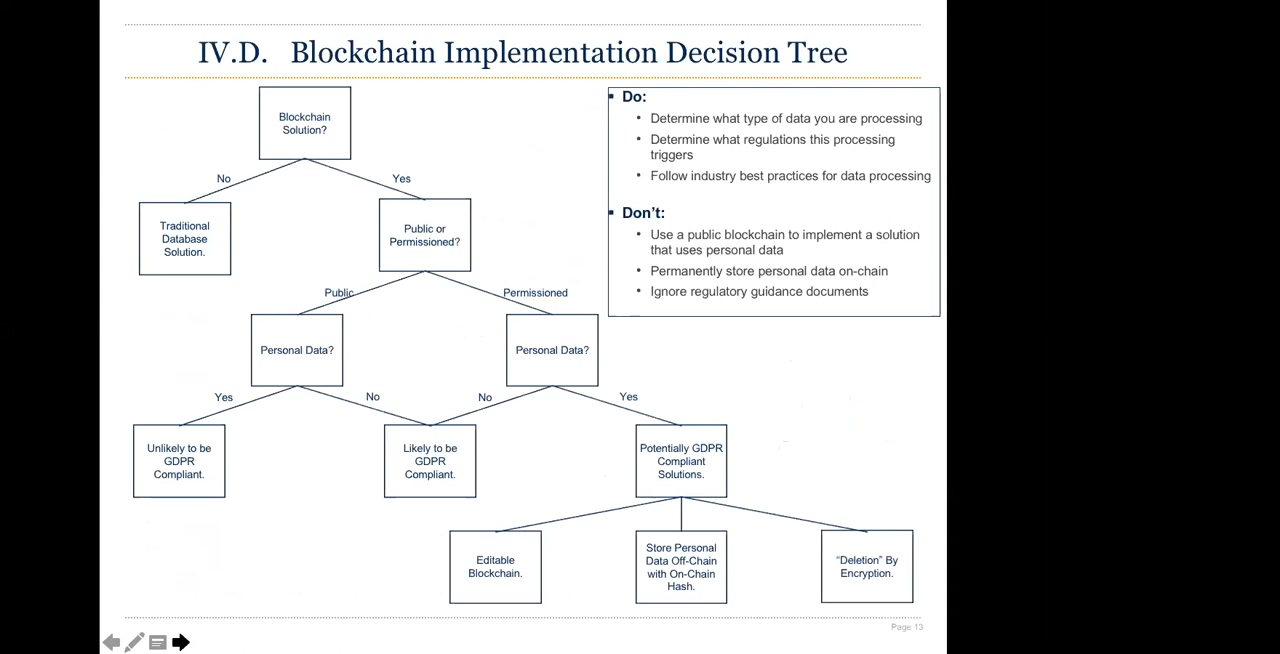 IV.D. Blockchain Implementation Decision Tree
Blockchain
Solution?
No
Yes
Traditional
Database
Solution.
Public or
Permissioned?
Public
Permissioned
Personal Data?
Personal Data?
Yes
No
No
Yes
Unlikely to be
GDPR
Compliant.
Likely to be
GDPR
Compliant.
Potentially GDPR
Compliant
Solutions.
Editable
Blockchain.
Store Personal
Data Off-Chain
with On-Chain
Hash.
“Deletion” By
Encryption.
▪ Do:
• Determine what type of data you are processing
• Determine what regulations this processing
triggers
• Follow industry best practices for data processing
▪ Don’t:
• Use a public blockchain to implement a solution
that uses personal data
• Permanently store personal data on-chain
• Ignore regulatory guidance documents
Page 13